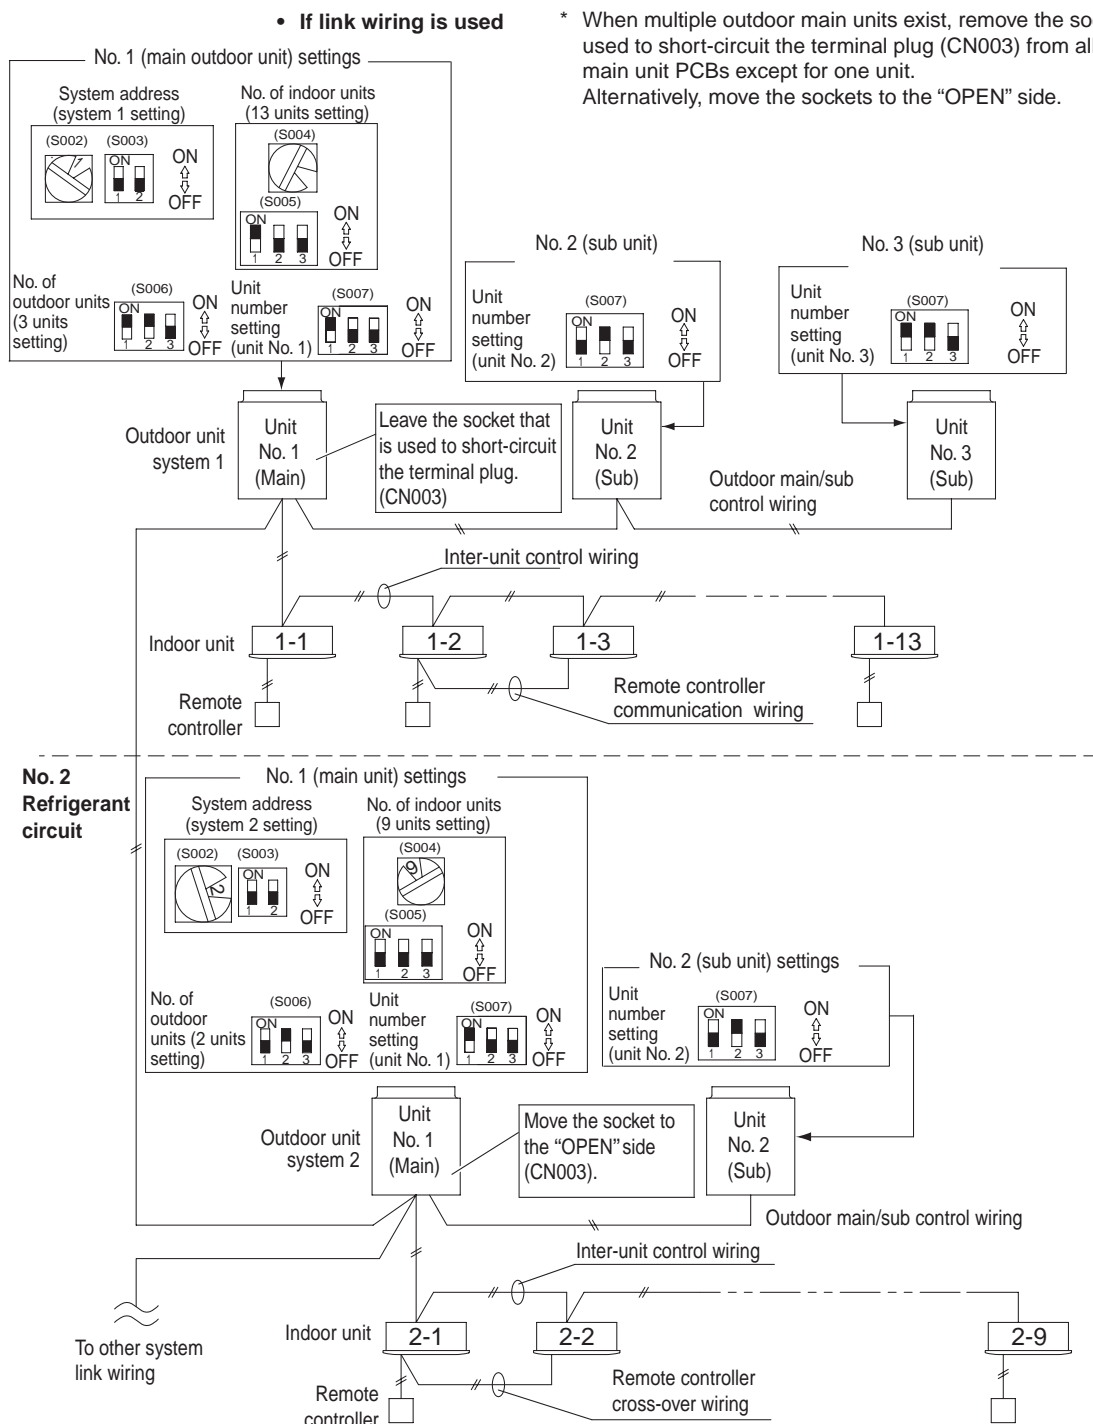 • If link wiring is used
* When multiple outdoor main units exist, remove the
used to short-circuit the terminal plug (CN003) from
main unit PCBs except for one unit.
Alternatively, move the sockets to the “OPEN” side.
No. 1 (main outdoor unit) settings
System address
(system 1 setting)
(S002)
(S003)
1
ON
1 2
ON
OFF
No. of indoor units
(13 units setting)
(S004)
(S005)
ON
1 2 3
ON
OFF
No. of
outdoor units
(3 units
setting)
(S006)
ON
1 2 3
ON
OFF
Unit
number
setting
(unit No. 1)
(S007)
ON
1 2 3
ON
OFF
No. 2 (sub unit)
Unit
number
setting
(unit No. 2)
(S007)
ON
1 2 3
ON
OFF
No. 3 (sub unit)
Unit
number
setting
(unit No. 3)
(S007)
ON
1 2 3
ON
OFF
Outdoor unit
system 1
Unit
No. 1
(Main)
Leave the socket that
is used to short-circuit
the terminal plug.
(CN003)
Unit
No. 2
(Sub)
Outdoor main/sub
control wiring
Unit
No. 3
(Sub)
Inter-unit control wiring
Indoor unit
1-1
1-2
1-3
1-13
Remote
controller
Remote controller
communication wiring
No. 2
Refrigerant
circuit
No. 1 (main unit) settings
System address
(system 2 setting)
(S002)
(S003)
2
ON
1 2
ON
OFF
No. of indoor units
(9 units setting)
(S004)
9
(S005)
ON
1 2 3
ON
OFF
No. of
outdoor
units (2 units
setting)
(S006)
ON
1 2 3
ON
OFF
Unit
number
setting
(unit No. 1)
(S007)
ON
1 2 3
ON
OFF
No. 2 (sub unit) settings
Unit
number
setting
(unit No. 2)
(S007)
ON
1 2 3
ON
OFF
Outdoor unit
system 2
Unit
No. 1
(Main)
Move the socket to
the “OPEN” side
(CN003).
Unit
No. 2
(Sub)
Outdoor main/sub control wiring
Inter-unit control wiring
To other system
link wiring
Indoor unit
2-1
2-2
2-9
Remote
controller
Remote controller
cross-over wiring